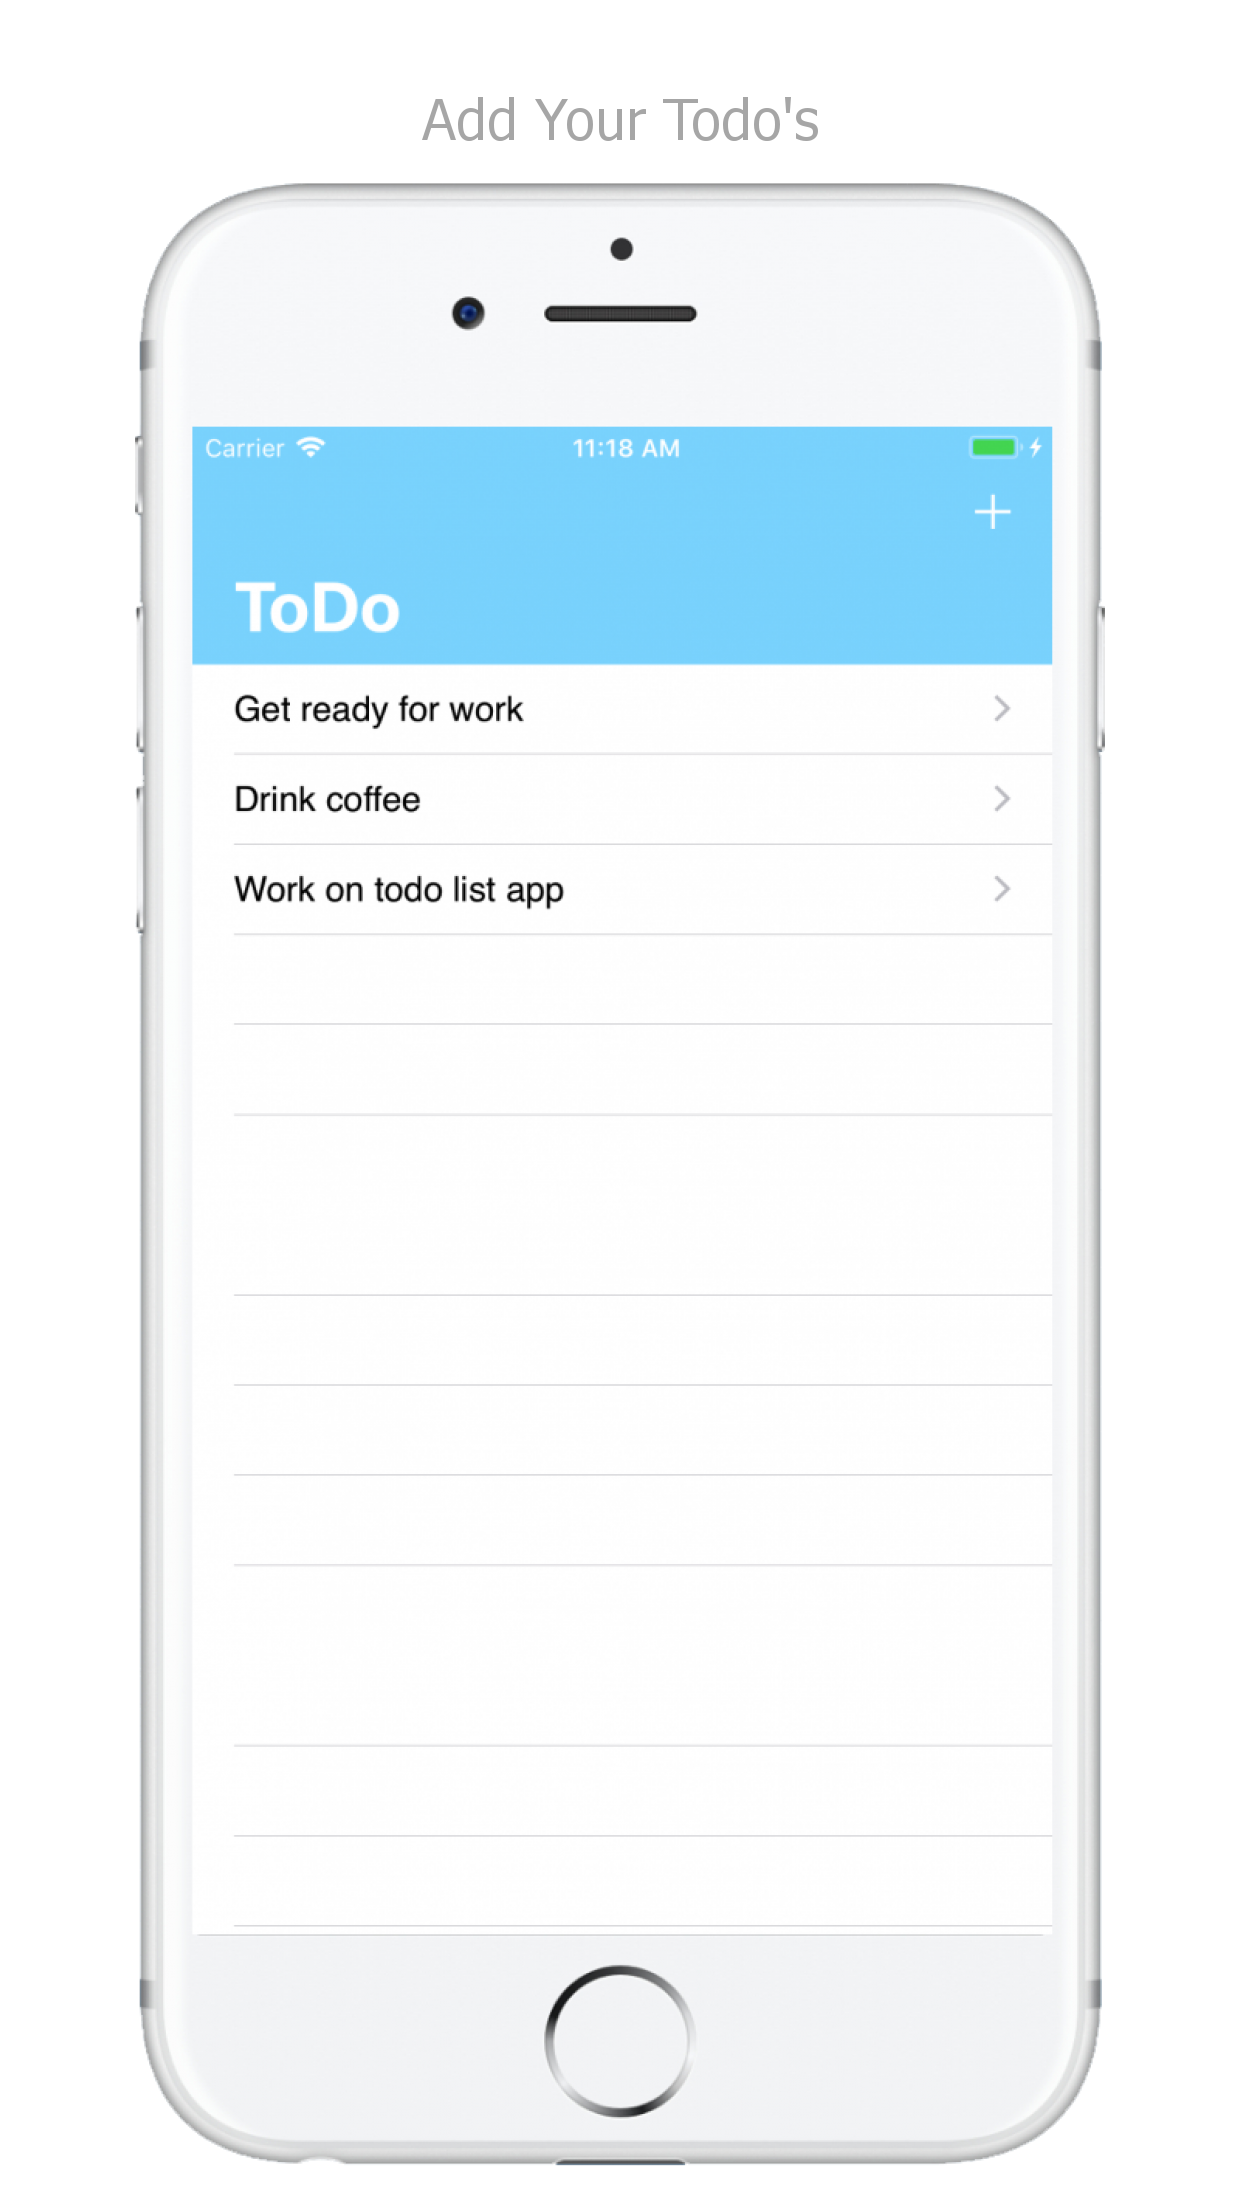 Add Your Todo's
Carrier 11:18 AM
ToDo
Get ready for work
Drink coffee
Work on todo list app